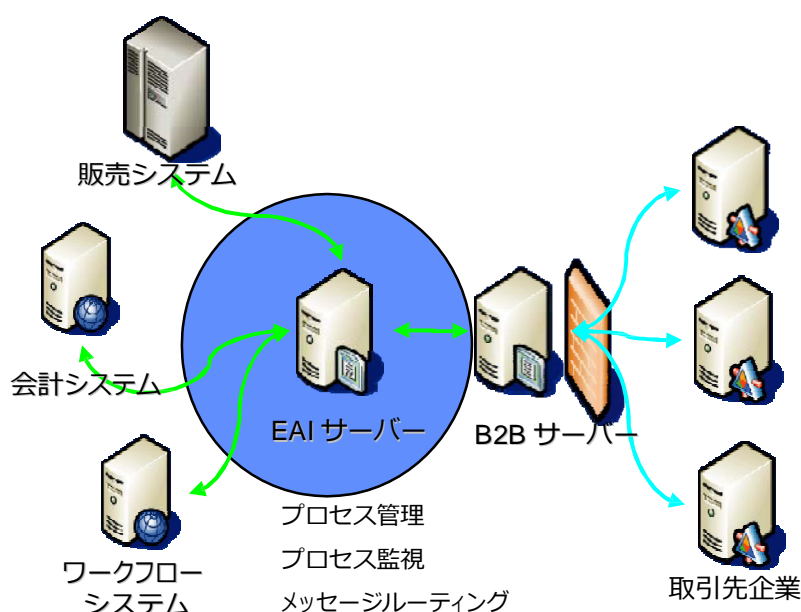 販売システム
会計システム
EAI サーバー
B2B サーバー
ワークフロー
システム
プロセス管理
プロセス監視
メッセージルーティング
取引先企業